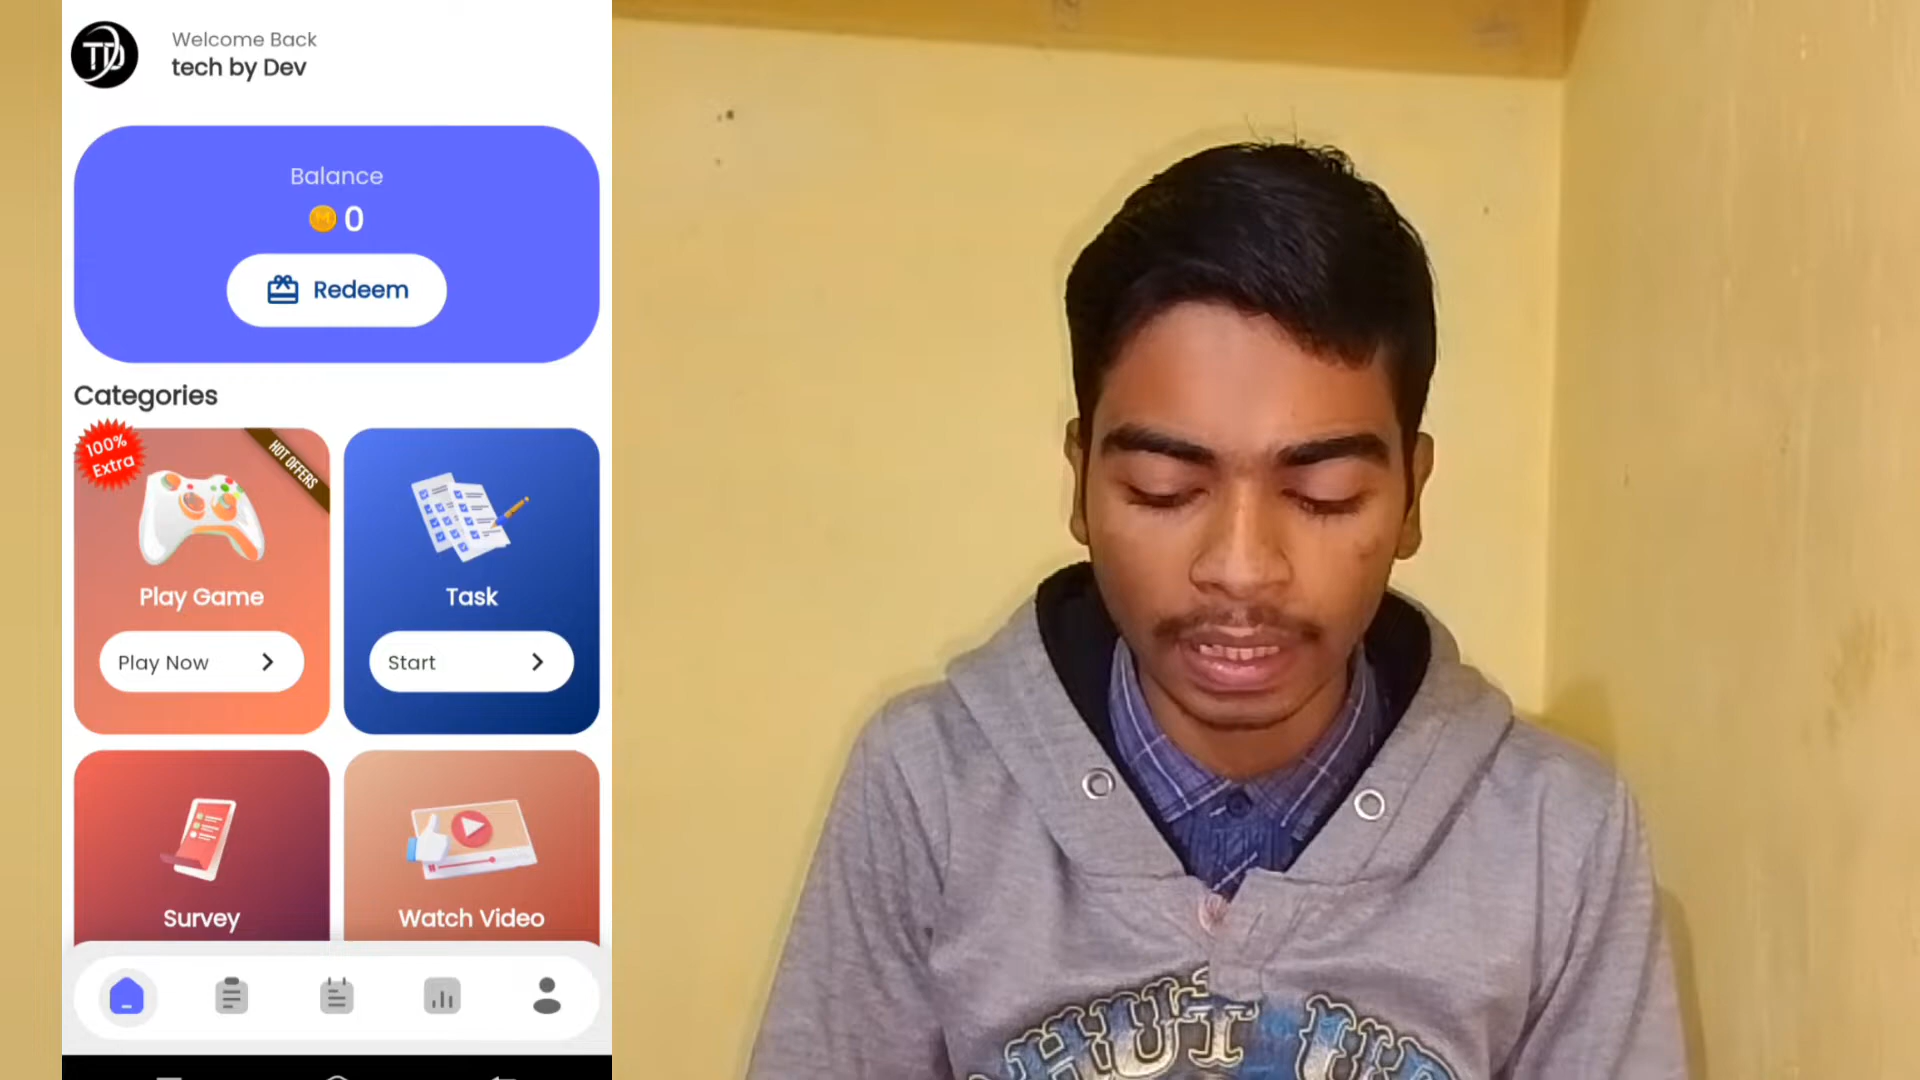 TD
Welcome Back
tech by Dev
Balance
0
Redeem
Categories
100%
Extra
HOT OFFERS
Play Game
Task
Play Now
Start
Survey
Watch Video